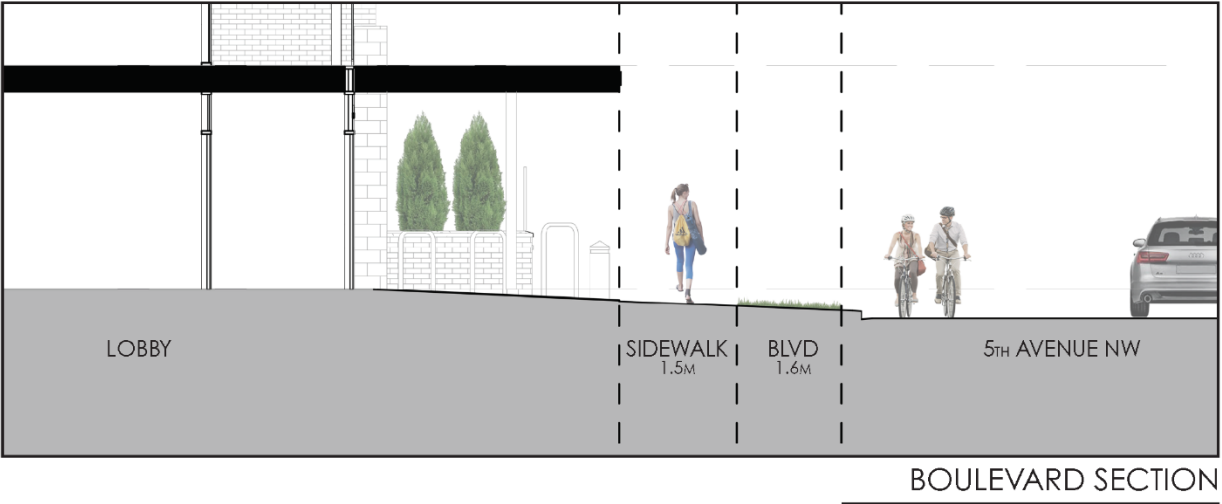 LOBBY
SIDEWALK
1.5M
BLVD
1.6M
5TH AVENUE NW
BOULEVARD SECTION